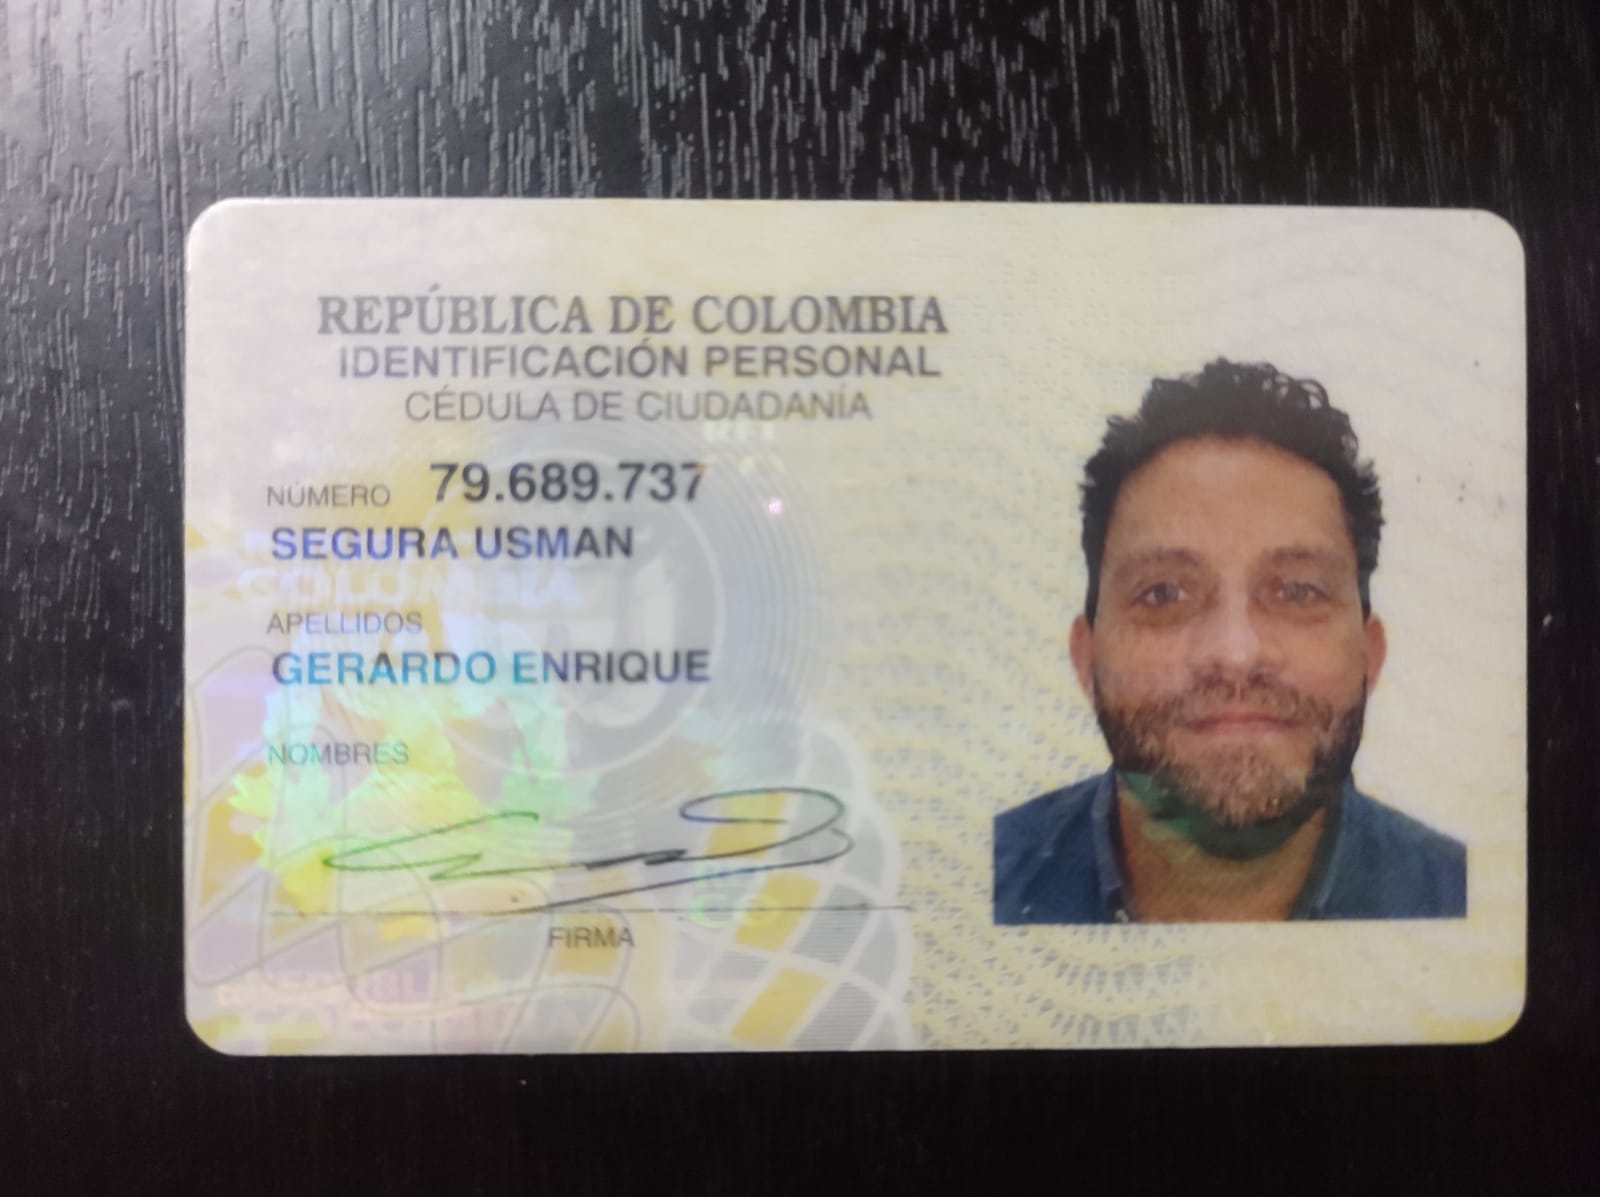 REPÚBLICA DE COLOMBIA
IDENTIFICACIÓN PERSONAL
CÉDULA DE CIUDADANÍA
NÚMERO 79.689.737
SEGURA USMAN
COLOMBIA
APELLIDOS
GERARDO ENRIQUE
NOMBRES
FIRMA